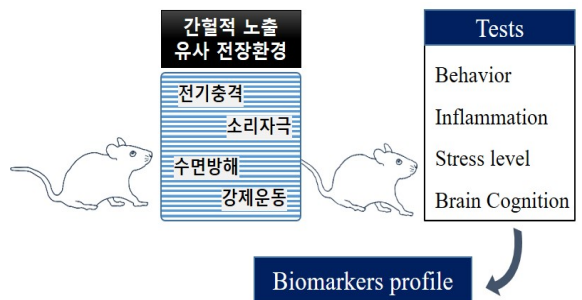 간헐적 노출
유사 전장환경
전기충격
소리자극
수면방해
강제운동
Tests
Behavior
Inflammation
Stress level
Brain Cognition
Biomarkers profile